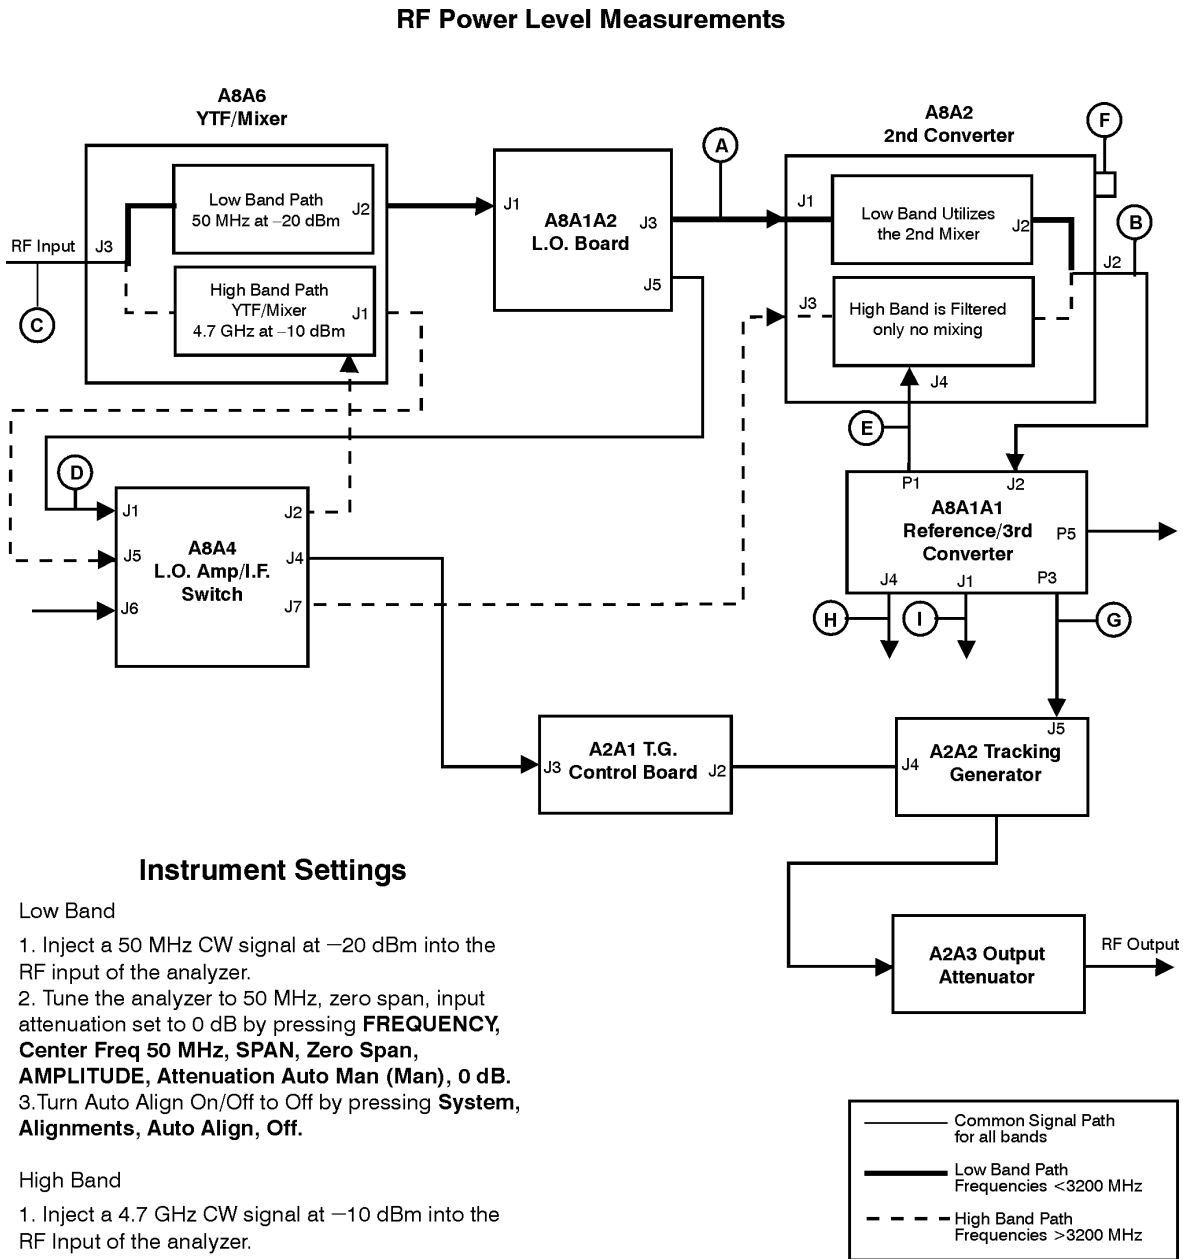 RF Power Level Measurements
A8A6
YTF/Mixer
A8A2
2nd Converter
F
A
B
Low Band Path
50 MHz at –20 dBm
J2
J1
A8A1A2
L.O. Board
J3
J5
J1
Low Band Utilizes
the 2nd Mixer
J2
J2
RF Input
J3
C
High Band Path
YTF/Mixer
4.7 GHz at –10 dBm
J1
J3
High Band is Filtered
only no mixing
J4
E
D
J1
J5
J6
A8A4
L.O. Amp/I.F.
Switch
J2
J4
J7
P1
J2
A8A1A1
Reference/3rd
Converter
P5
J4
J1
P3
H
I
G
J3
A2A1 T.G.
Control Board
J2
J5
J4
A2A2 Tracking
Generator
A2A3 Output
Attenuator
RF Output
Instrument Settings
Low Band
1. Inject a 50 MHz CW signal at –20 dBm into the
RF input of the analyzer.
2. Tune the analyzer to 50 MHz, zero span, input
attenuation set to 0 dB by pressing FREQUENCY,
Center Freq 50 MHz, SPAN, Zero Span,
AMPLITUDE, Attenuation Auto Man (Man), 0 dB.
3.Turn Auto Align On/Off to Off by pressing System,
Alignments, Auto Align, Off.
High Band
1. Inject a 4.7 GHz CW signal at –10 dBm into the
RF Input of the analyzer.
Common Signal Path
for all bands
Low Band Path
Frequencies <3200 MHz
High Band Path
Frequencies >3200 MHz